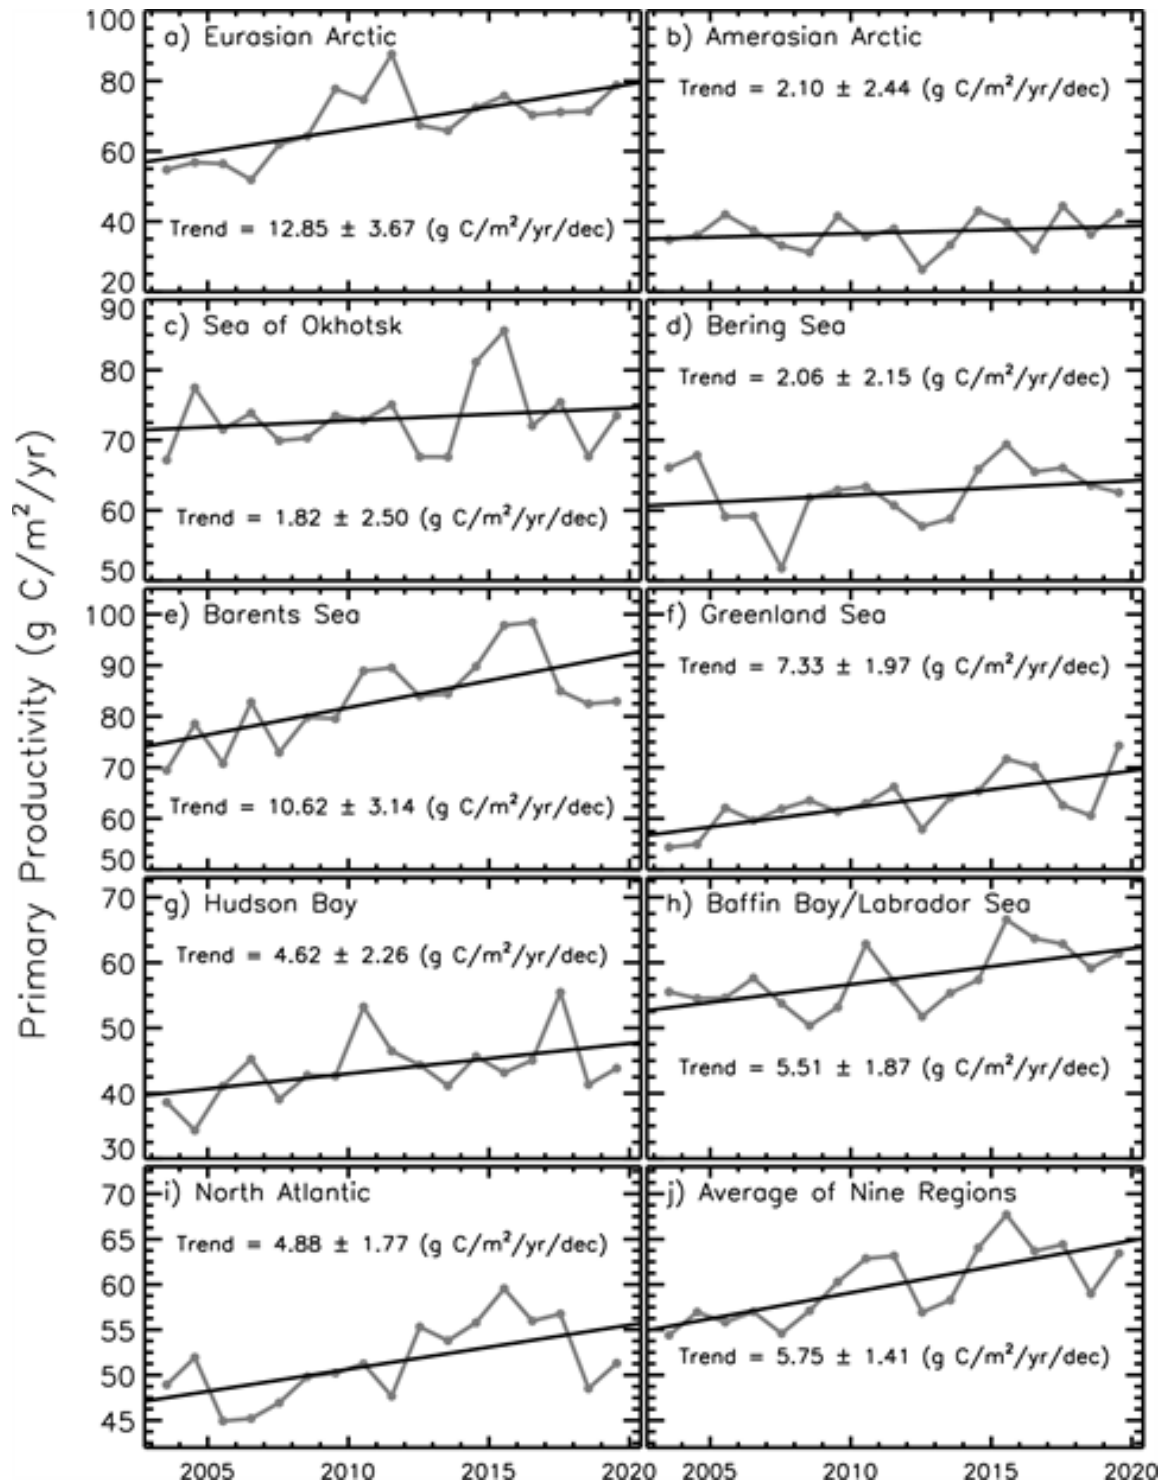 Primary Productivity (g C/m²/yr)
a) Eurasian Arctic
Trend = 12.85 ± 3.67 (g C/m²/yr/dec)
100
80
60
40
20
b) Amerasian Arctic
Trend = 2.10 ± 2.44 (g C/m²/yr/dec)
c) Sea of Okhotsk
Trend = 1.82 ± 2.50 (g C/m²/yr/dec)
90
80
70
60
50
d) Bering Sea
Trend = 2.06 ± 2.15 (g C/m²/yr/dec)
e) Barents Sea
Trend = 10.62 ± 3.14 (g C/m²/yr/dec)
100
90
80
70
60
50
f) Greenland Sea
Trend = 7.33 ± 1.97 (g C/m²/yr/dec)
g) Hudson Bay
Trend = 4.62 ± 2.26 (g C/m²/yr/dec)
70
60
50
40
30
h) Baffin Bay/Labrador Sea
Trend = 5.51 ± 1.87 (g C/m²/yr/dec)
i) North Atlantic
Trend = 4.88 ± 1.77 (g C/m²/yr/dec)
70
65
60
55
50
45
j) Average of Nine Regions
Trend = 5.75 ± 1.41 (g C/m²/yr/dec)
2005 2010 2015 2020 2005 2010 2015 2020